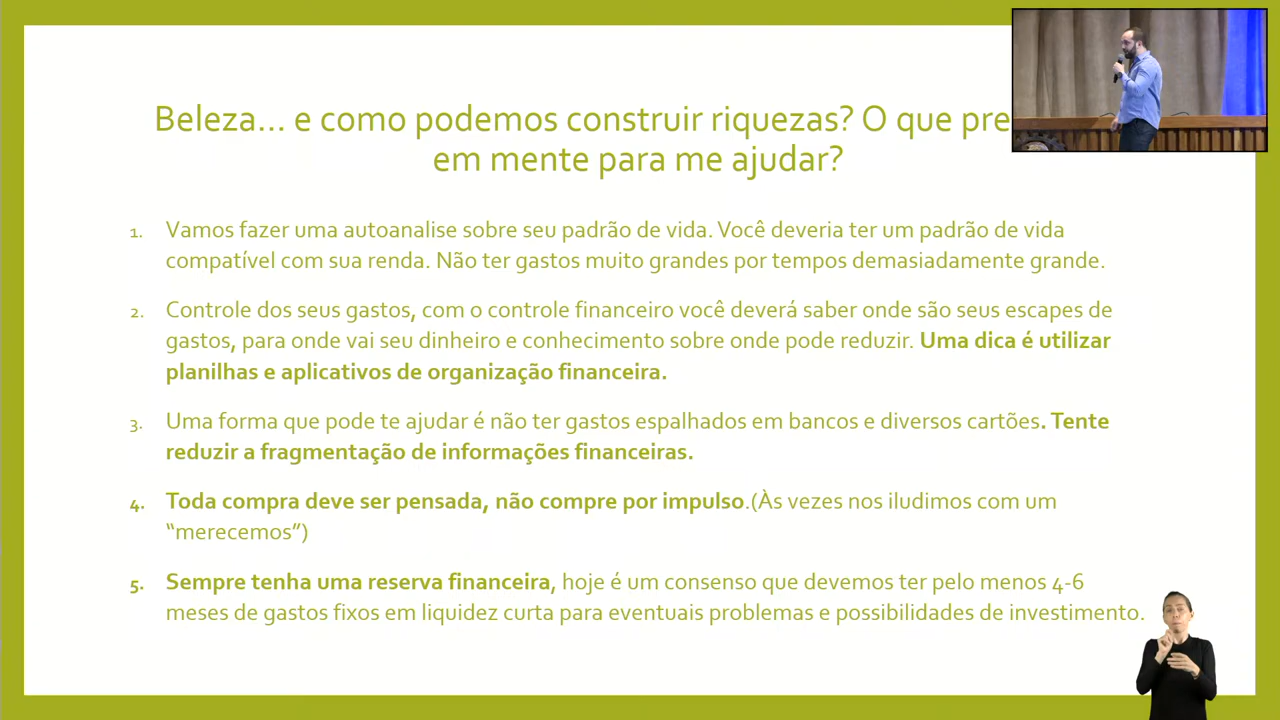 Beleza... e como podemos construir riquezas? O que
em mente para me ajudar?
1. Vamos fazer uma autoanalise sobre seu padrão de vida. Você deveria ter um padrão de vida
compatível com sua renda. Não ter gastos muito grandes por tempos demasiadamente grande.
2. Controle dos seus gastos, com o controle financeiro você deverá saber onde são seus escapes de
gastos, para onde vai seu dinheiro e conhecimento sobre onde pode reduzir. Uma dica é utilizar
planilhas e aplicativos de organização financeira.
3. Uma forma que pode te ajudar é não ter gastos espalhados em bancos e diversos cartões. Tente
reduzir a fragmentação de informações financeiras.
4. Toda compra deve ser pensada, não compre por impulso.(Às vezes nos iludimos com um
“merecemos”)
5. Sempre tenha uma reserva financeira, hoje é um consenso que devemos ter pelo menos 4-6
meses de gastos fixos em liquidez curta para eventuais problemas e possibilidades de investimento.